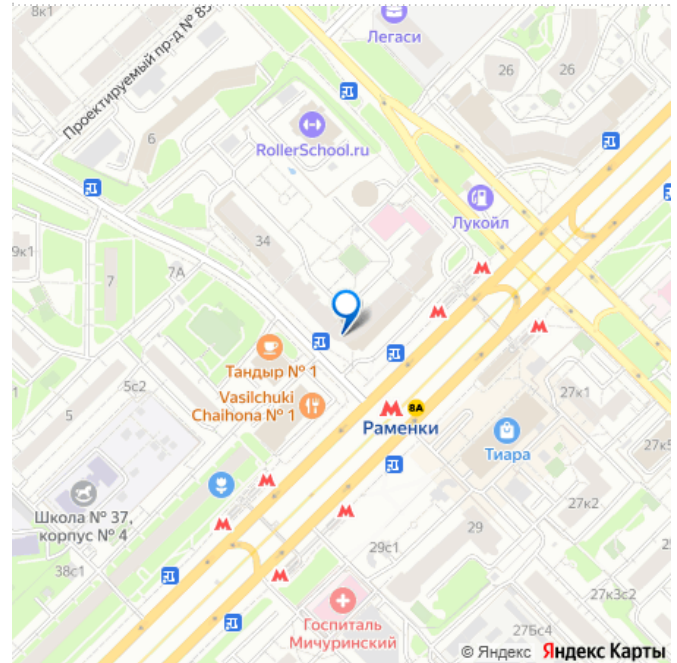 8к1
Легаси
Проектируемый пр-д № 83
26
26
6
RollerSchool.ru
Лукойл
34
9к1
7А
7
Тандыр № 1
Vasilchuki
Chaihona № 1
8А
Раменки
27к1
Тиара
27к5
1
5с2
5
Школа № 37,
корпус № 4
27к2
29
29с1
2
38с1
27к3с2
Госпиталь
Мичуринский
27Бс4
© Яндекс Яндекс Карты